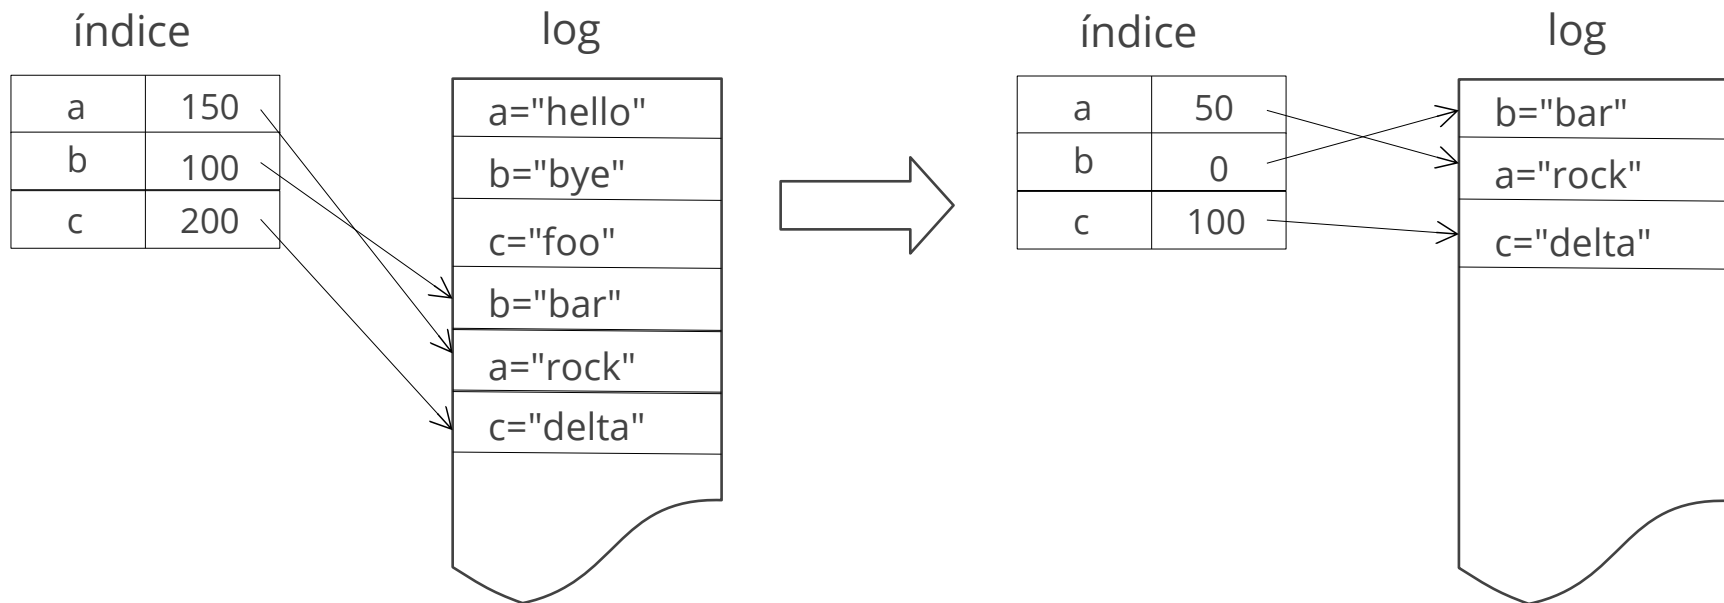 índice
a 150
b 100
c 200
log
a="hello"
b="bye"
c="foo"
b="bar"
a="rock"
c="delta"
índice
a 50
b 0
c 100
log
b="bar"
a="rock"
c="delta"